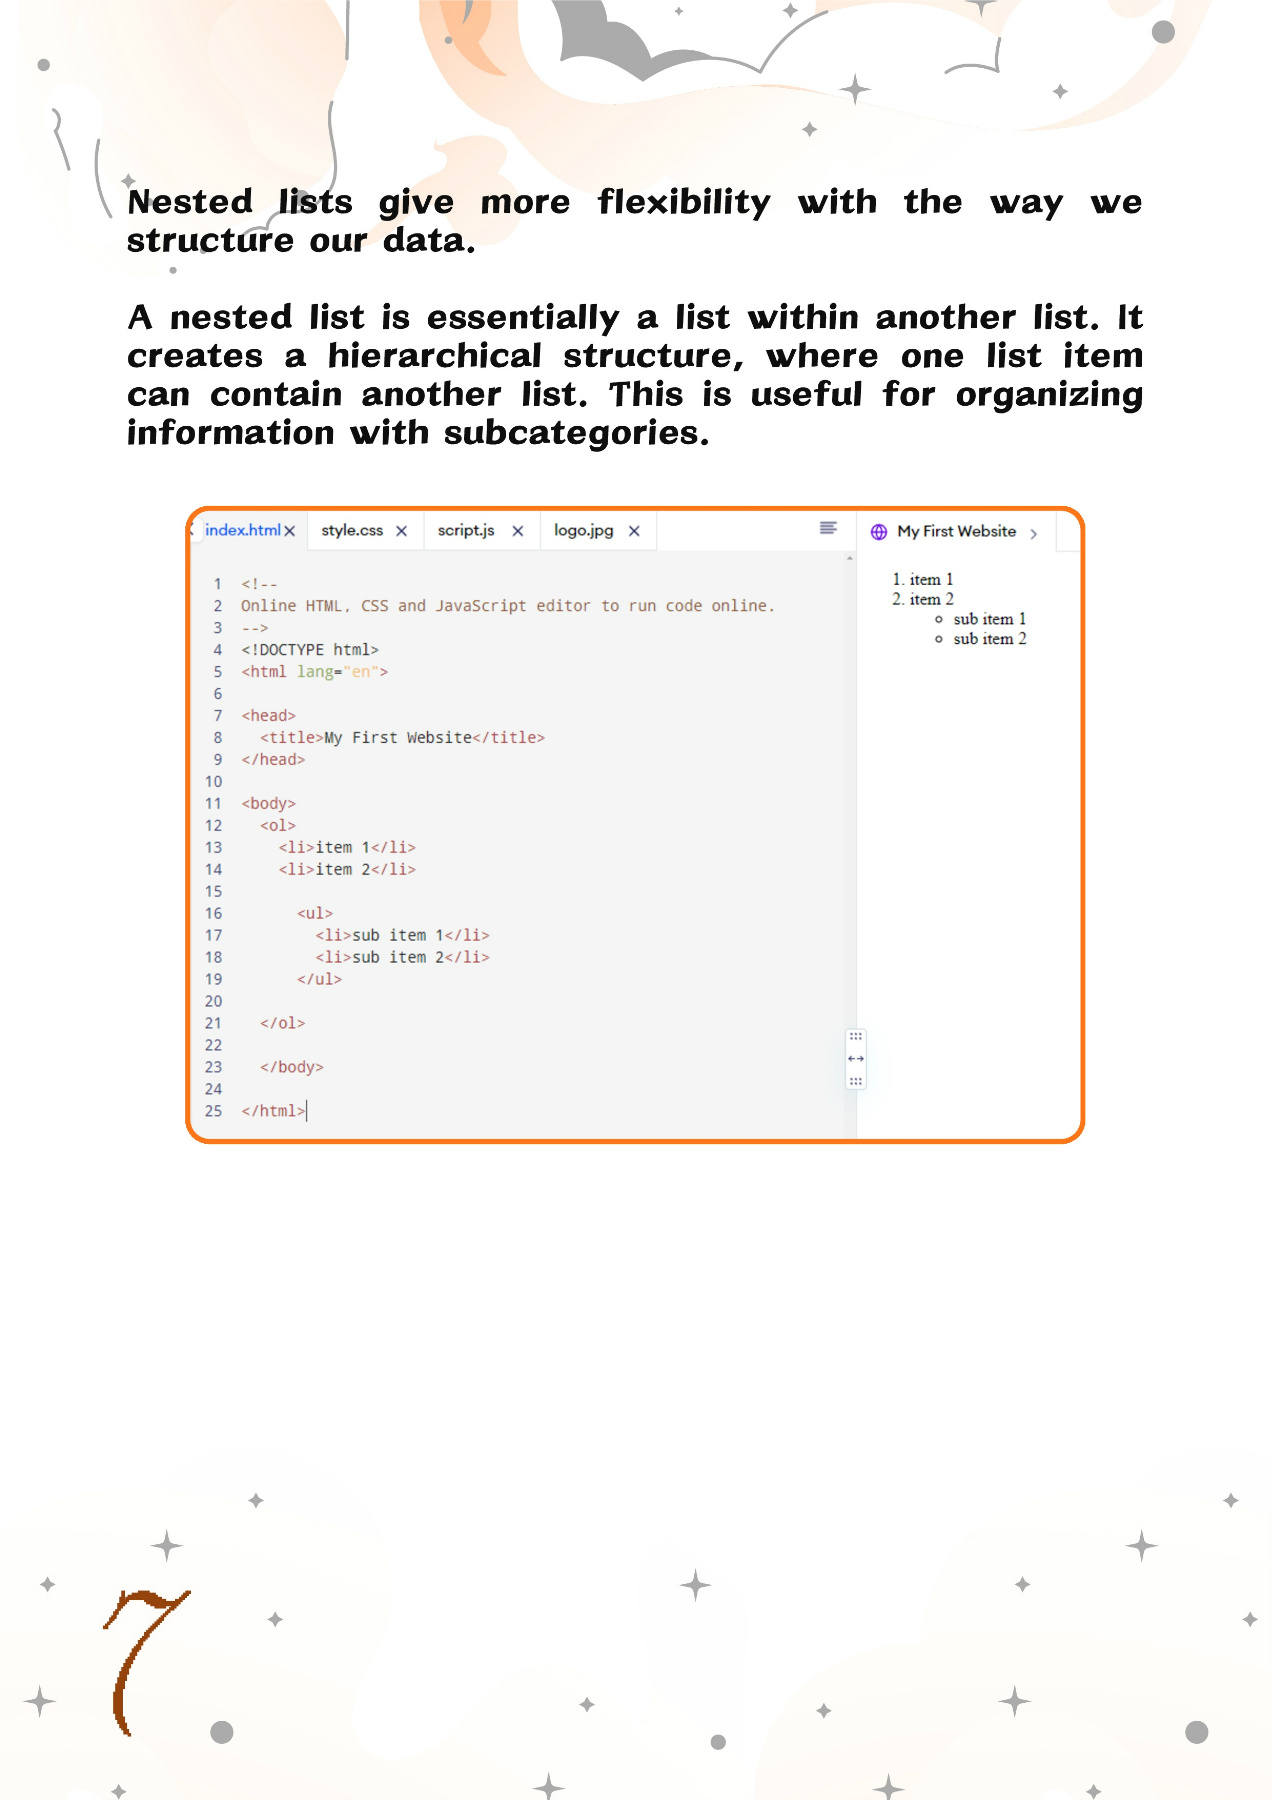 Nested lists give more flexibility with the way we
structure our data.
A nested list is essentially a list within another list. It
creates a hierarchical structure, where one list item
can contain another list. This is useful for organizing
information with subcategories.
index.html style.css script.js logo.jpg My First Website
1 <!--
2 Online HTML, CSS and JavaScript editor to run code online.
3 -->
4 <!DOCTYPE html>
5 <html lang="en">
6
7 <head>
8 <title>My First Website</title>
9 </head>
10
11 <body>
12 <ol>
13 <li>item 1</li>
14 <li>item 2</li>
15
16 <ul>
17 <li>sub item 1</li>
18 <li>sub item 2</li>
19 </ul>
20
21 </ol>
22
23 </body>
24
25 </html>
1. item 1
2. item 2
sub item 1
sub item 2
7